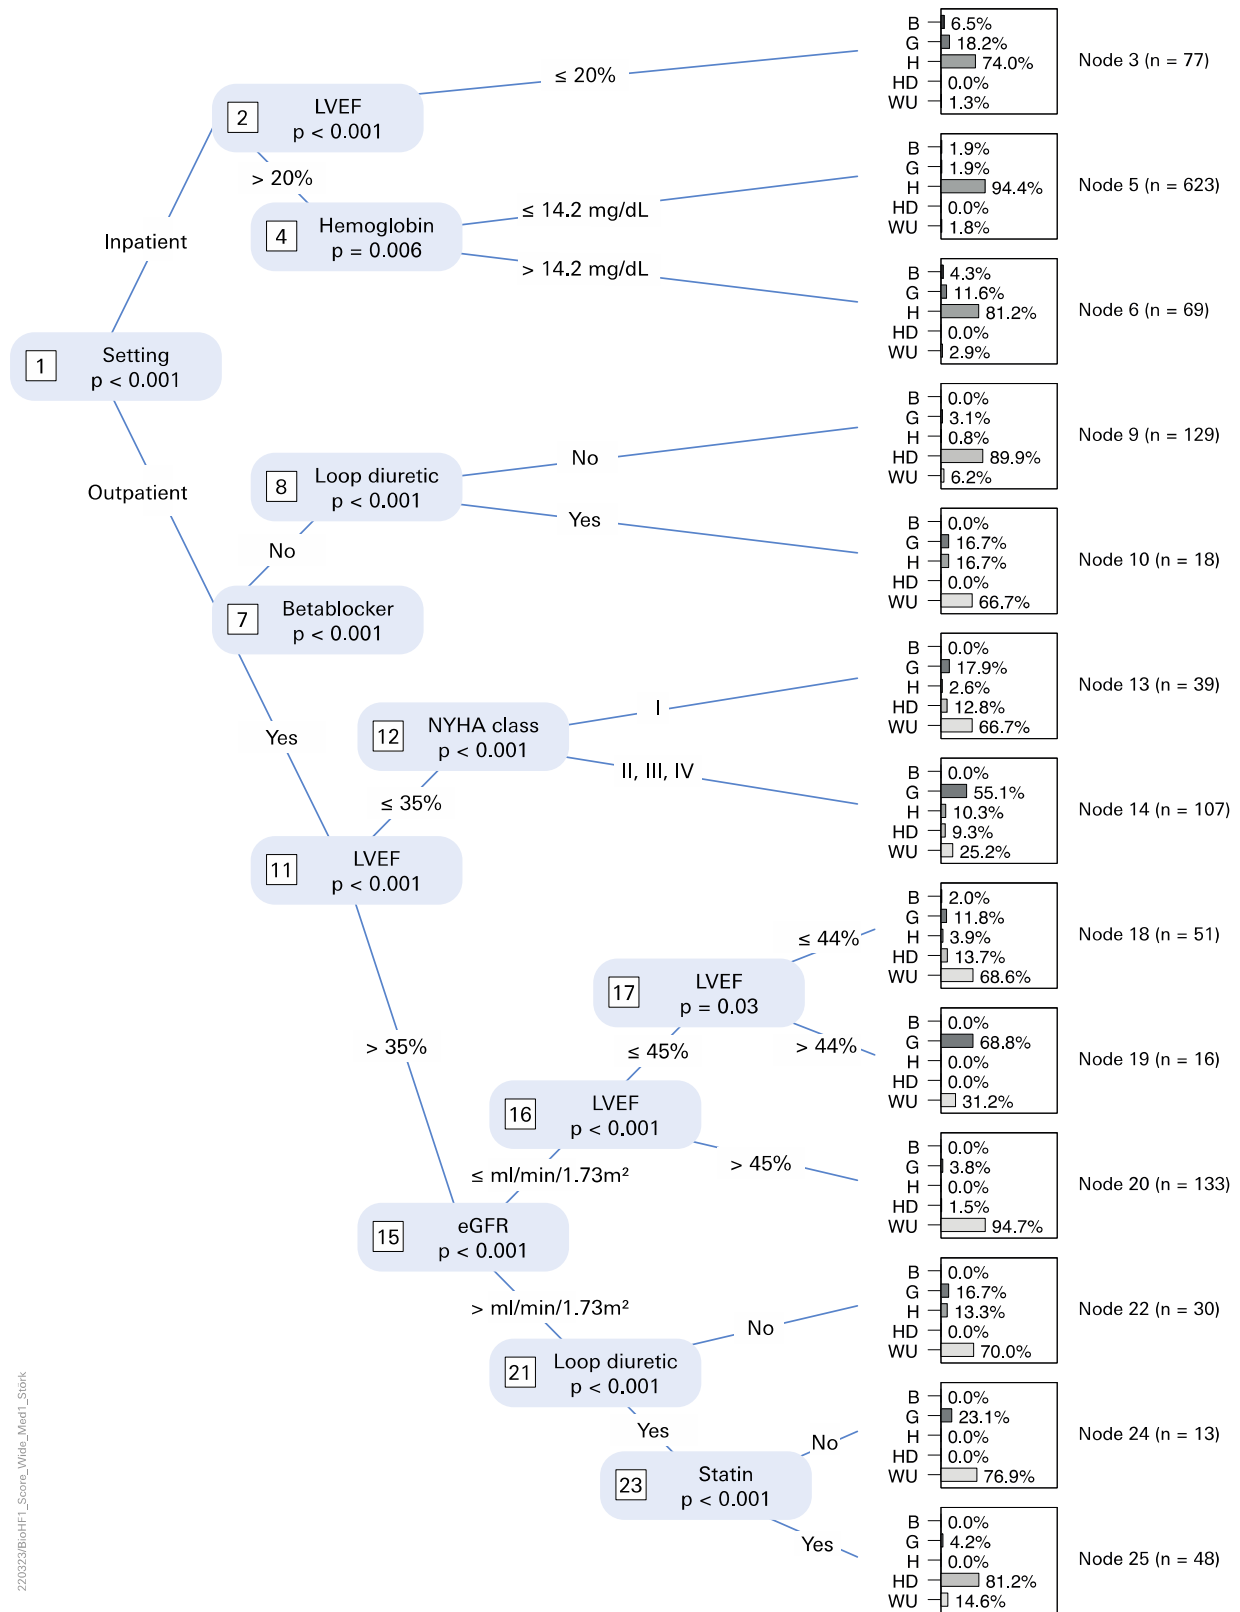 B 6.5%
G 18.2%
H 74.0%
HD 0.0%
WU 1.3%
Node 3 (n = 77)
≤ 20%
2 LVEF
p < 0.001
> 20%
B 1.9%
G 1.9%
H 94.4%
HD 0.0%
WU 1.8%
Node 5 (n = 623)
≤ 14.2 mg/dL
4 Hemoglobin
p = 0.006
> 14.2 mg/dL
Inpatient
B 4.3%
G 11.6%
H 81.2%
HD 0.0%
WU 2.9%
Node 6 (n = 69)
1 Setting
p < 0.001
Outpatient
B 0.0%
G 3.1%
H 0.8%
HD 89.9%
WU 6.2%
Node 9 (n = 129)
No
8 Loop diuretic
p < 0.001
Yes
No
B 0.0%
G 16.7%
H 16.7%
HD 0.0%
WU 66.7%
Node 10 (n = 18)
7 Betablocker
p < 0.001
Yes
B 0.0%
G 17.9%
H 2.6%
HD 12.8%
WU 66.7%
Node 13 (n = 39)
I
12 NYHA class
p < 0.001
II, III, IV
≤ 35%
B 0.0%
G 55.1%
H 10.3%
HD 9.3%
WU 25.2%
Node 14 (n = 107)
11 LVEF
p < 0.001
> 35%
B 2.0%
G 11.8%
H 3.9%
HD 13.7%
WU 68.6%
Node 18 (n = 51)
≤ 44%
17 LVEF
p = 0.03
> 44%
≤ 45%
B 0.0%
G 68.8%
H 0.0%
HD 0.0%
WU 31.2%
Node 19 (n = 16)
16 LVEF
p < 0.001
> 45%
≤ ml/min/1.73m²
B 0.0%
G 3.8%
H 0.0%
HD 1.5%
WU 94.7%
Node 20 (n = 133)
15 eGFR
p < 0.001
> ml/min/1.73m²
B 0.0%
G 16.7%
H 13.3%
HD 0.0%
WU 70.0%
Node 22 (n = 30)
No
21 Loop diuretic
p < 0.001
Yes
B 0.0%
G 23.1%
H 0.0%
HD 0.0%
WU 76.9%
Node 24 (n = 13)
No
23 Statin
p < 0.001
Yes
B 0.0%
G 4.2%
H 0.0%
HD 81.2%
WU 14.6%
Node 25 (n = 48)
220323/BioHF1_Score_Wide_Med1_Störk